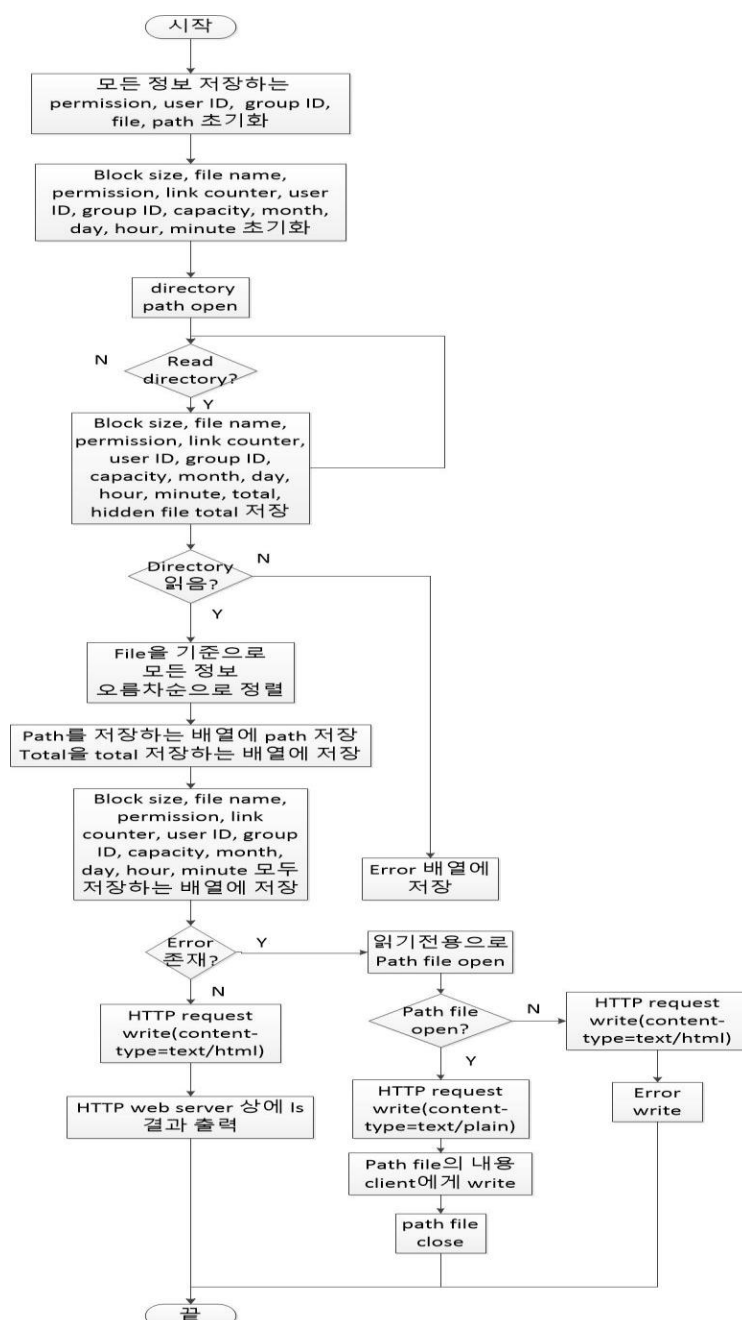 시작
모든 정보 저장하는
permission, user ID, group ID,
file, path 초기화
Block size, file name,
permission, link counter, user
ID, group ID, capacity, month,
day, hour, minute 초기화
directory
path open
N
Read
directory?
Y
Block size, file name,
permission, link counter,
user ID, group ID,
capacity, month, day,
hour, minute, total,
hidden file total 저장
Directory
읽음?
N
Y
File을 기준으로
모든 정보
오름차순으로 정렬
Path를 저장하는 배열에 path 저장
Total을 total 저장하는 배열에 저장
Block size, file name,
permission, link
counter, user ID, group
ID, capacity, month,
day, hour, minute 모두
저장하는 배열에 저장
Error 배열에
저장
Error
존재?
Y
N
읽기전용으로
Path file open
HTTP request
write(content-
type=text/html)
Path file
open?
N
Y
HTTP request
write(content-
type=text/html)
HTTP web server 상에 ls
결과 출력
HTTP request
write(content-
type=text/plain)
Error
write
Path file의 내용
client에게 write
path file
close
끝